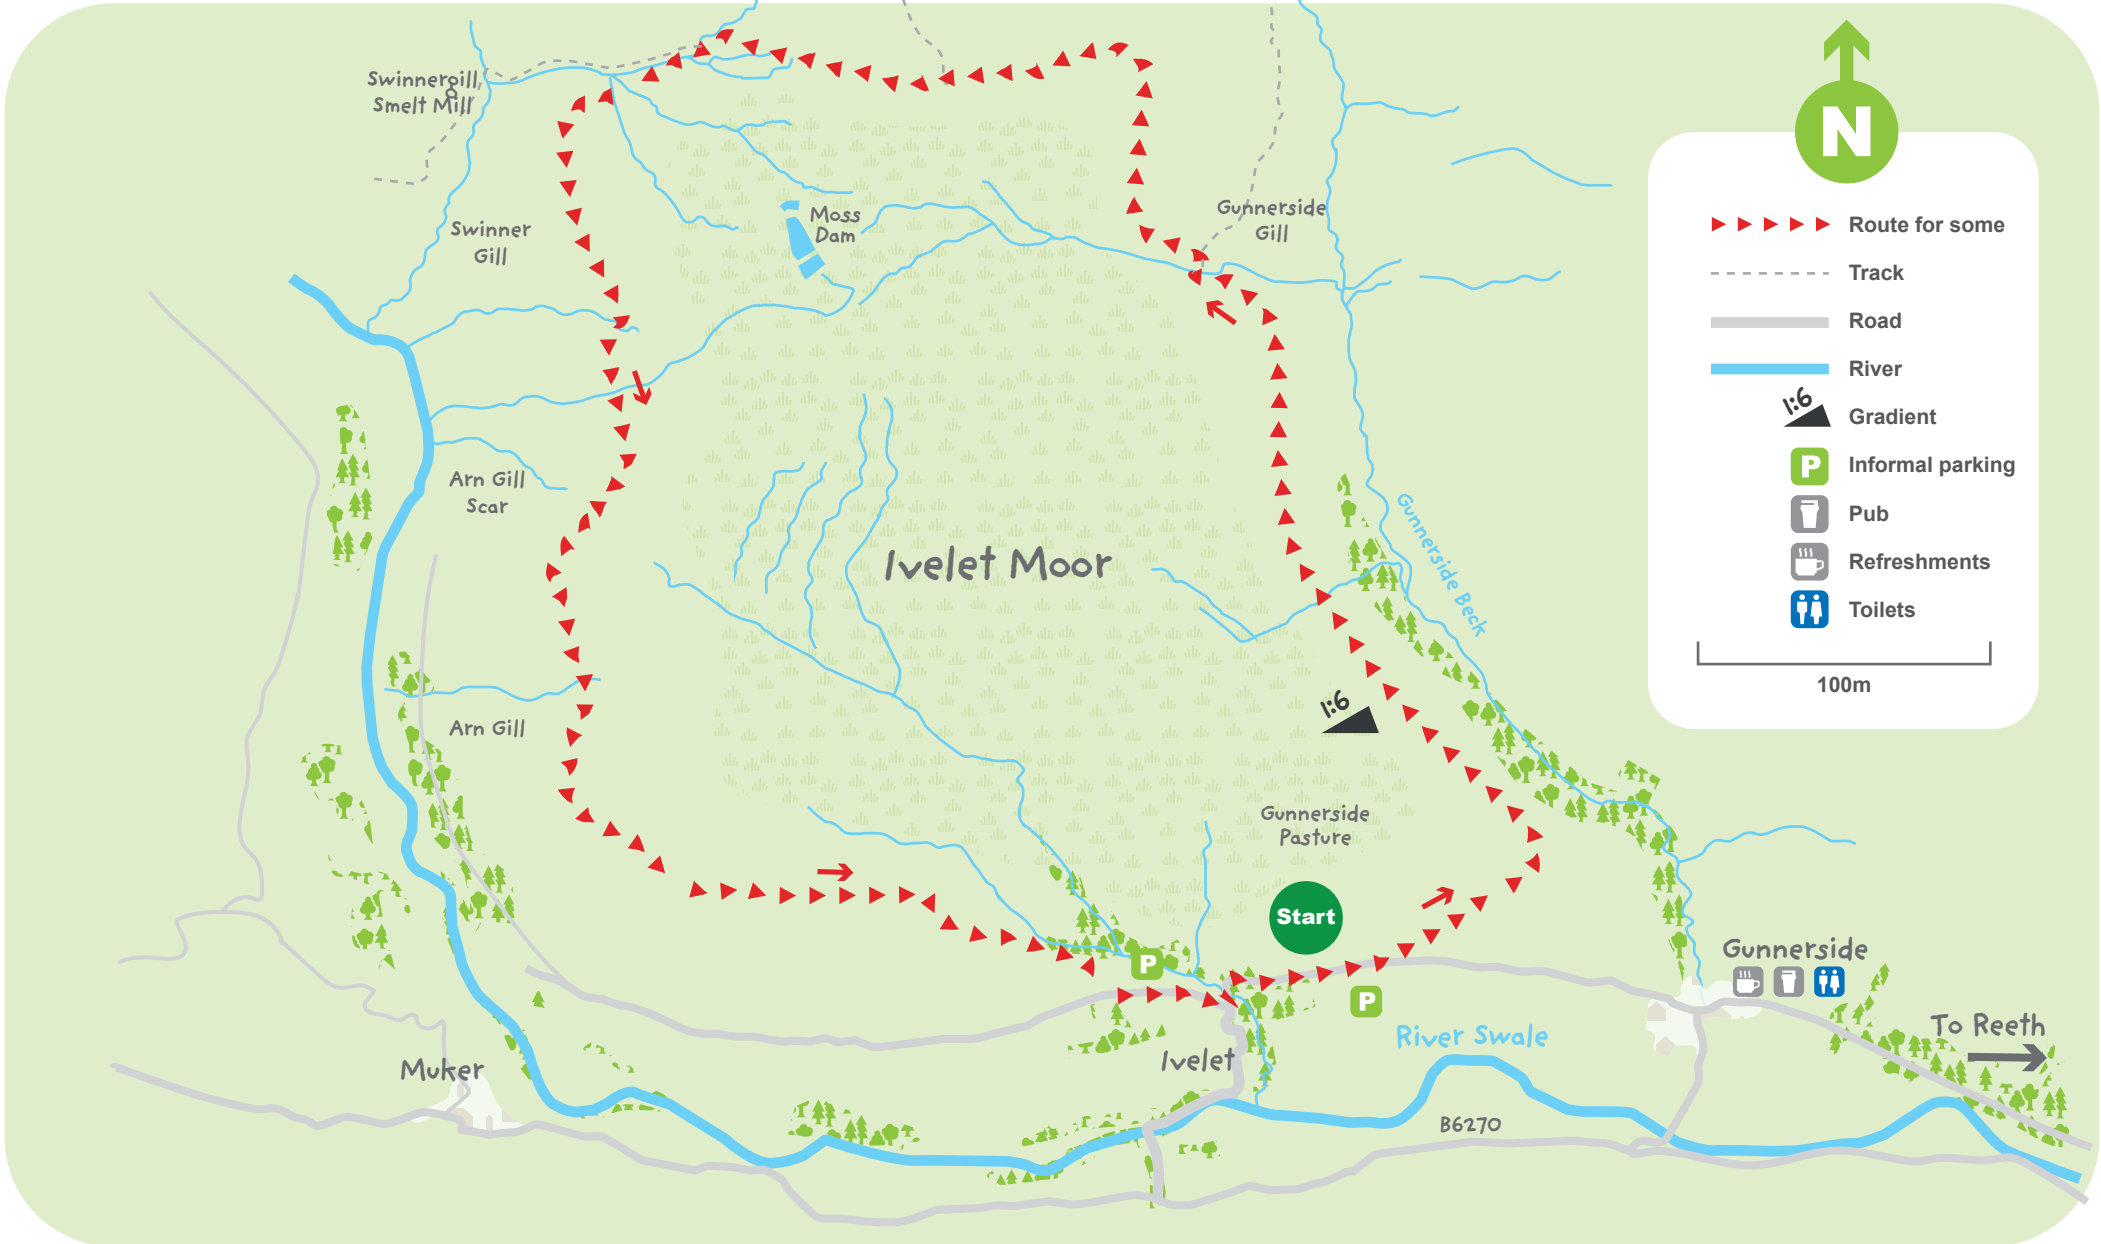 Swinnergill
Smelt Mill
Swinner
Gill
Moss
Dam
Gunnerside
Gill
Arn Gill
Scar
Ivelet Moor
Gunnerside Beck
Arn Gill
1:6
Gunnerside
Pasture
Start
P
P
Gunnerside
To Reeth
River Swale
Ivelet
Muker
B6270
N
Route for some
Track
Road
River
1:6
Gradient
P
Informal parking
Pub
Refreshments
Toilets
100m